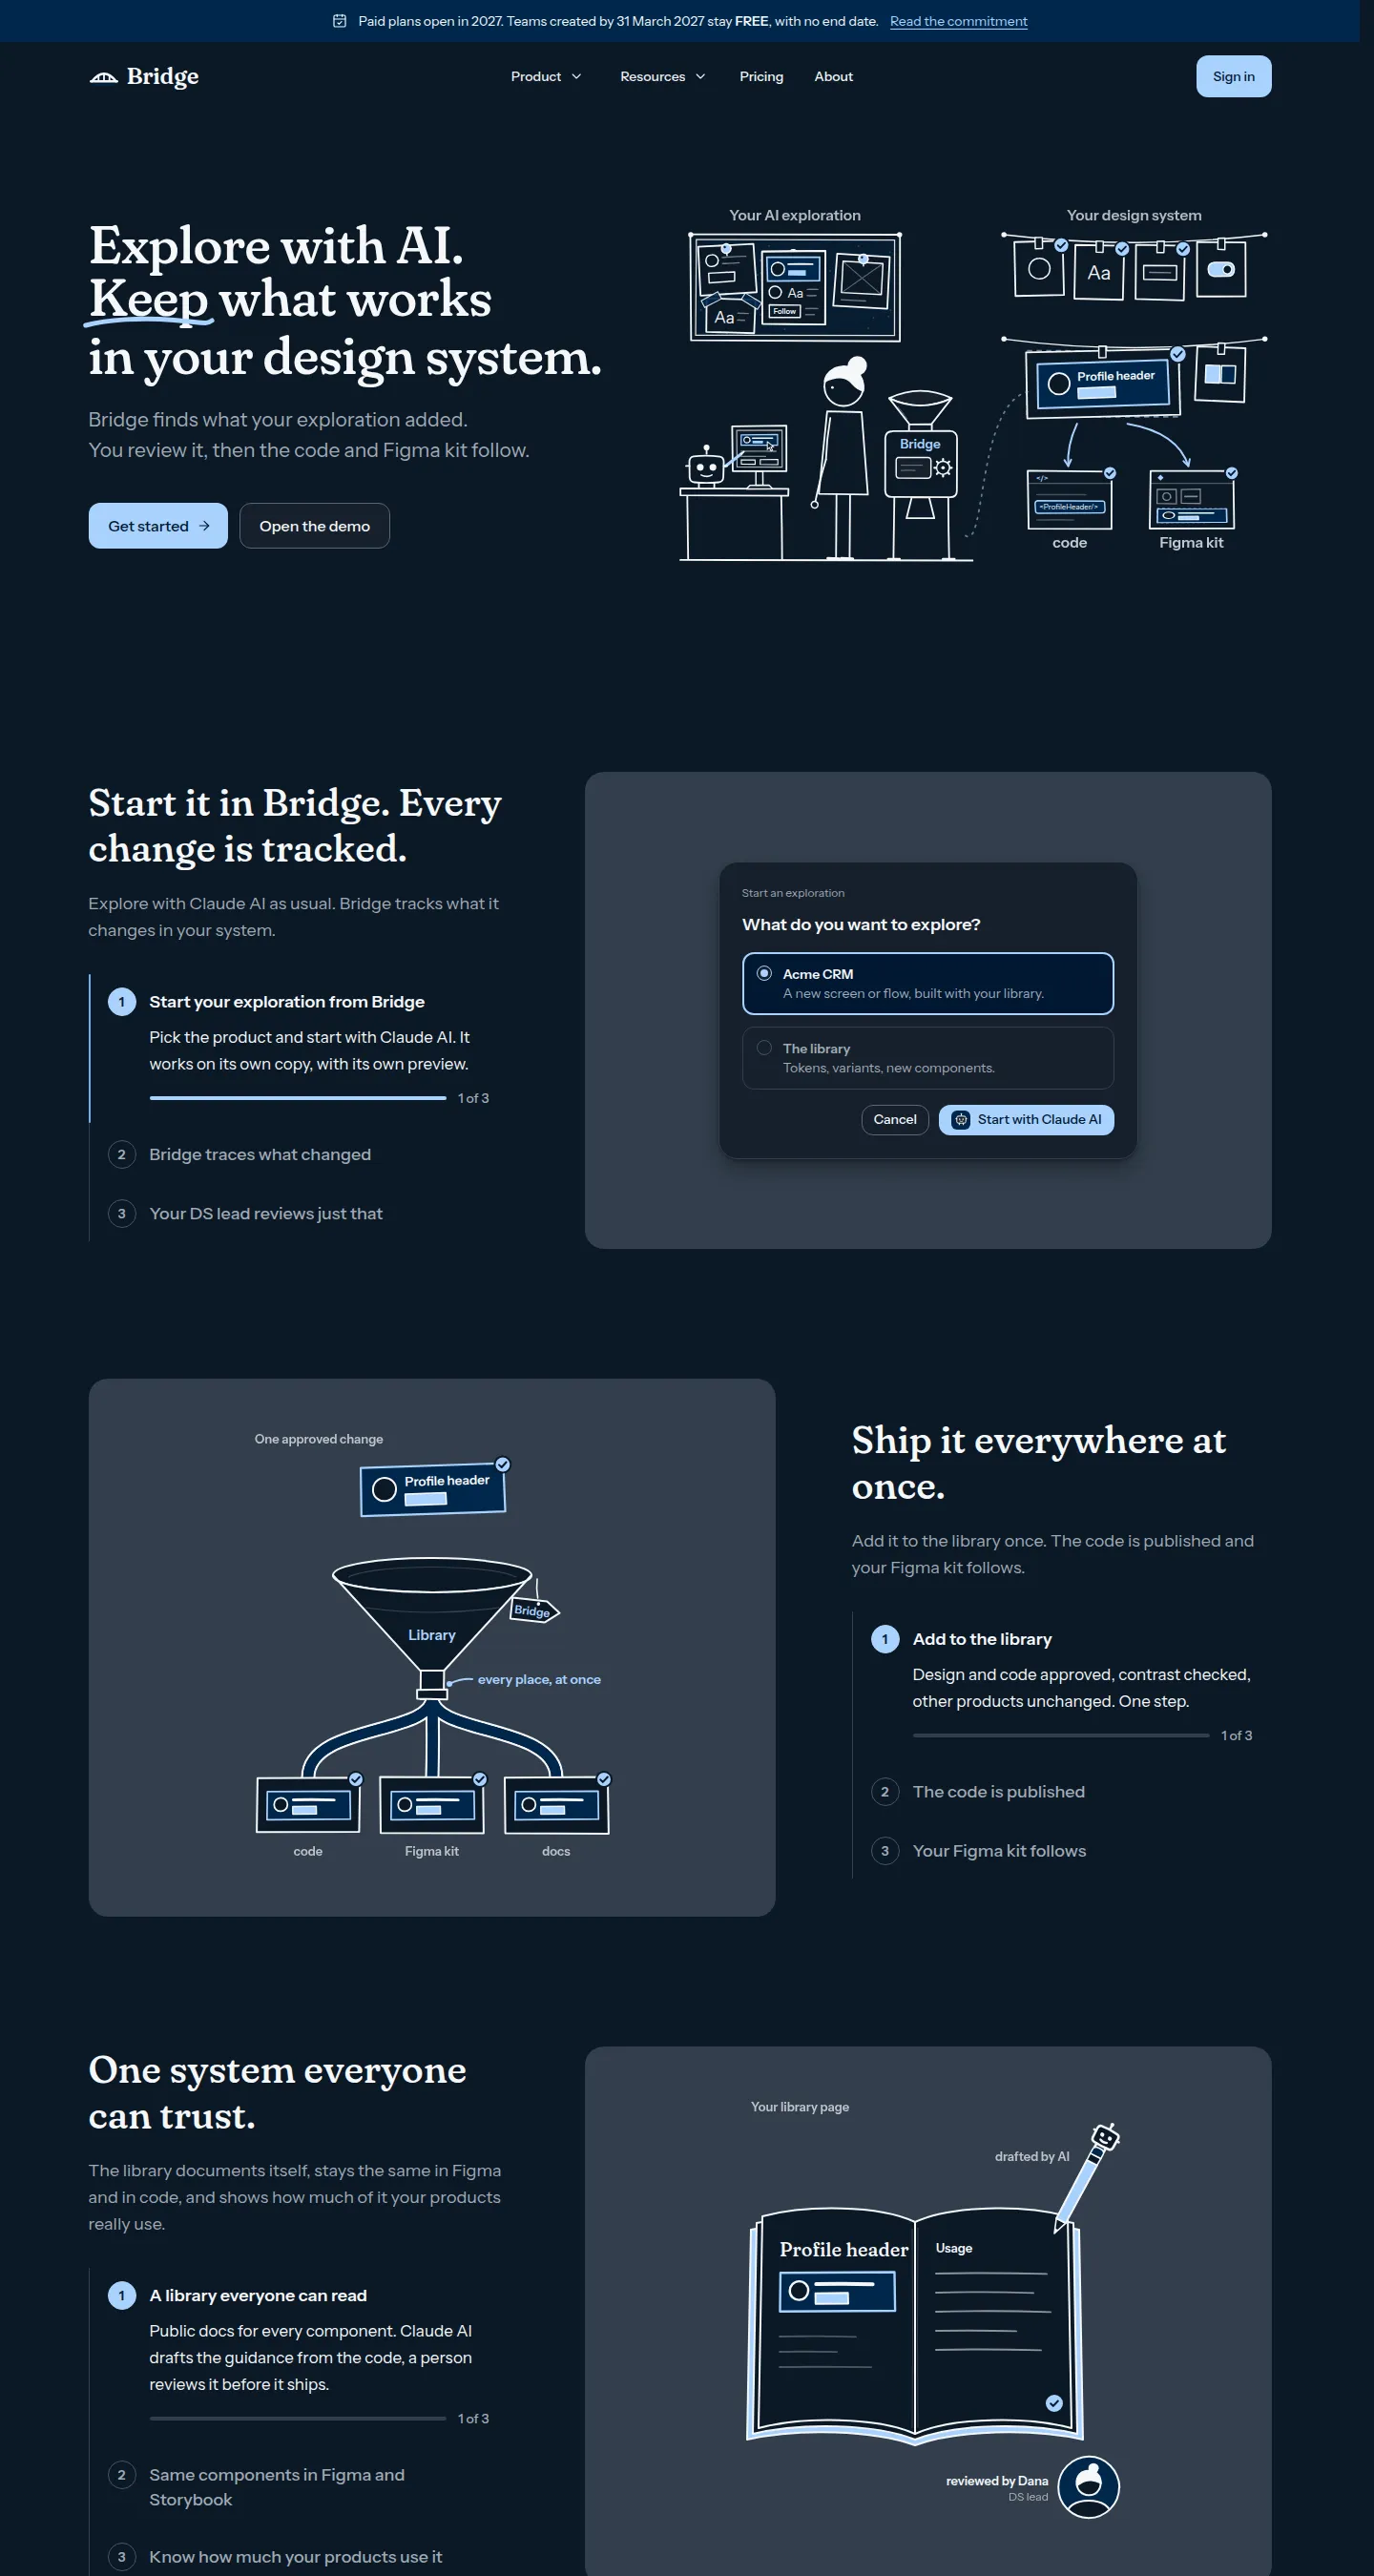 Paid plans open in 2027. Teams created by 31 March 2027 stay FREE, with no end date. Read the commitment
Bridge
Product
Resources
Pricing
About
Sign in
Explore with AI.
Keep what works
in your design system.
Bridge finds what your exploration added.
You review it, then the code and Figma kit follow.
Get started
Open the demo
Your AI exploration
Aa
Follow
Aa
Bridge
Your design system
Aa
Profile header
</>
<ProfileHeader/>
code
Figma kit
Start it in Bridge. Every
change is tracked.
Explore with Claude AI as usual. Bridge tracks what it
changes in your system.
1
Start your exploration from Bridge
Pick the product and start with Claude AI. It
works on its own copy, with its own preview.
1 of 3
2
Bridge traces what changed
3
Your DS lead reviews just that
Start an exploration
What do you want to explore?
Acme CRM
A new screen or flow, built with your library.
The library
Tokens, variants, new components.
Cancel
Start with Claude AI
One approved change
Profile header
Bridge
Library
every place, at once
code
Figma kit
docs
Ship it everywhere at
once.
Add it to the library once. The code is published and
your Figma kit follows.
1
Add to the library
Design and code approved, contrast checked,
other products unchanged. One step.
1 of 3
2
The code is published
3
Your Figma kit follows
One system everyone
can trust.
The library documents itself, stays the same in Figma
and in code, and shows how much of it your products
really use.
1
A library everyone can read
Public docs for every component. Claude AI
drafts the guidance from the code, a person
reviews it before it ships.
1 of 3
2
Same components in Figma and
Storybook
3
Know how much your products use it
Your library page
drafted by AI
Profile header
Usage
reviewed by Dana
DS lead